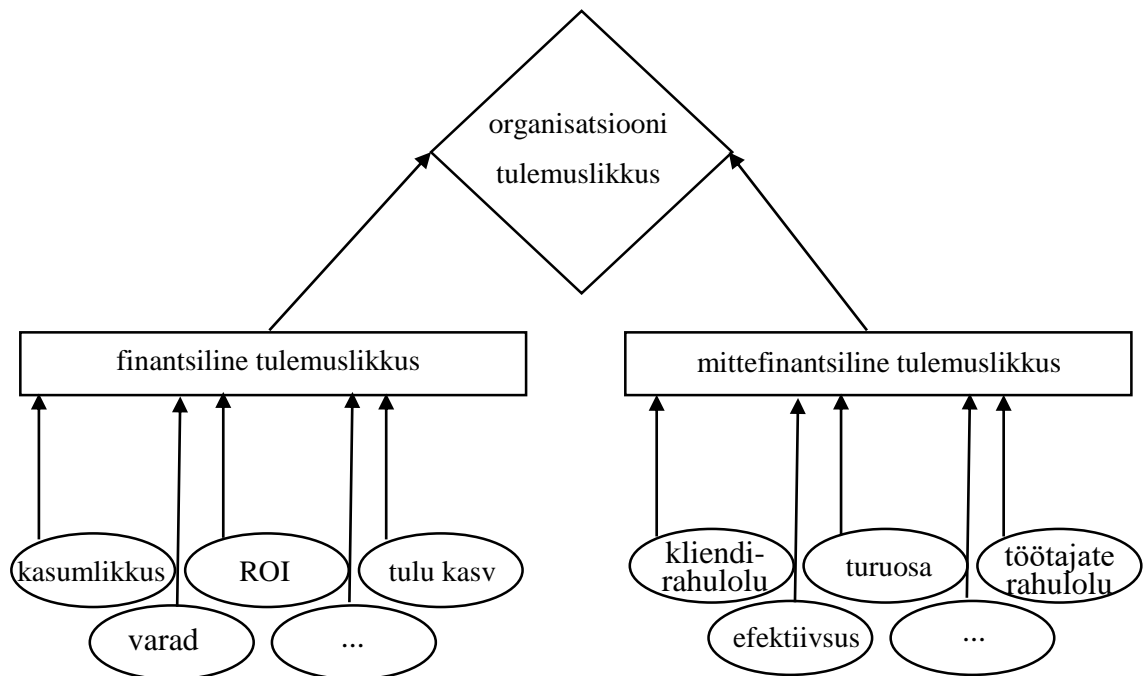 organisatsiooni
tulemuslikkus
finantsiline tulemuslikkus
mittefinantsiline tulemuslikkus
kasumlikkus
ROI
tulu kasv
varad
...
kliendi-
rahulolu
turuosa
töötajate
rahulolu
efektiivsus
...